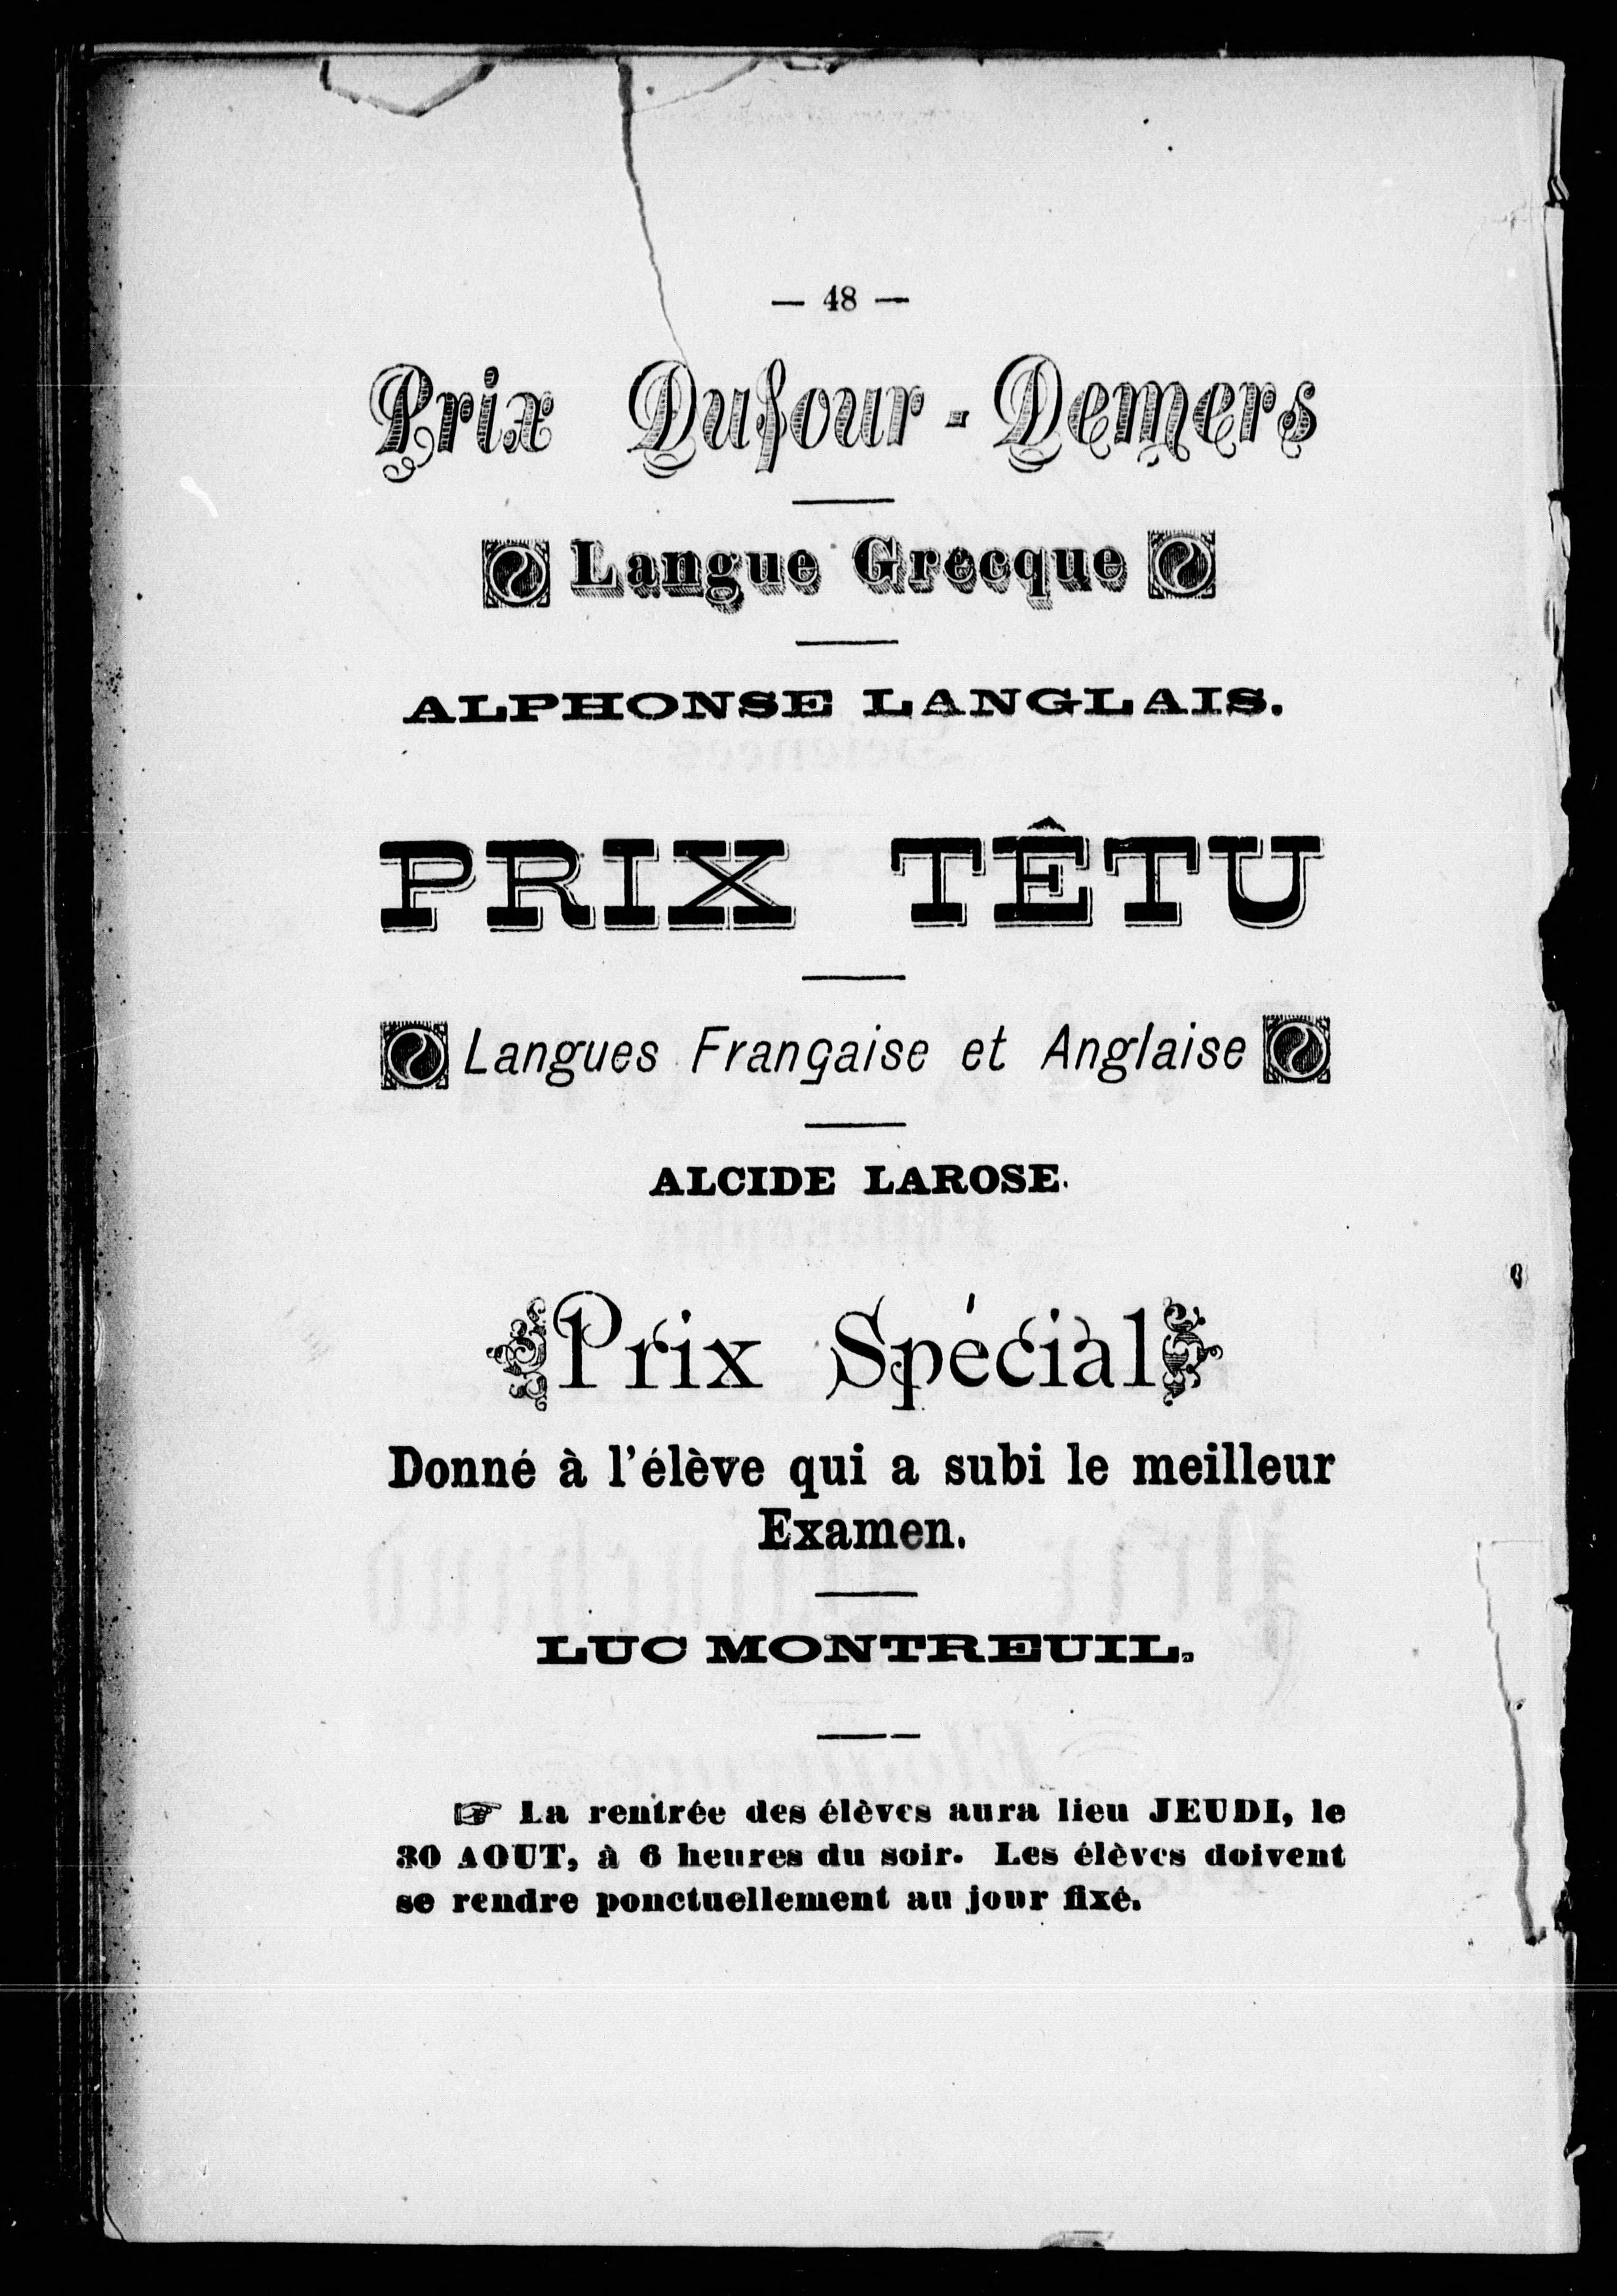 — 48 —
Prix Dufour-Demers
Langue Grecque
ALPHONSE LANGLAIS.
PRIX TÊTU
Langues Française et Anglaise
ALCIDE LAROSE.
Prix Spécial
Donné à l'élève qui a subi le meilleur
Examen.
LUC MONTREUIL.
☞ La rentrée des élèves aura lieu JEUDI, le
30 AOUT, à 6 heures du soir. Les élèves doivent
se rendre ponctuellement au jour fixé.